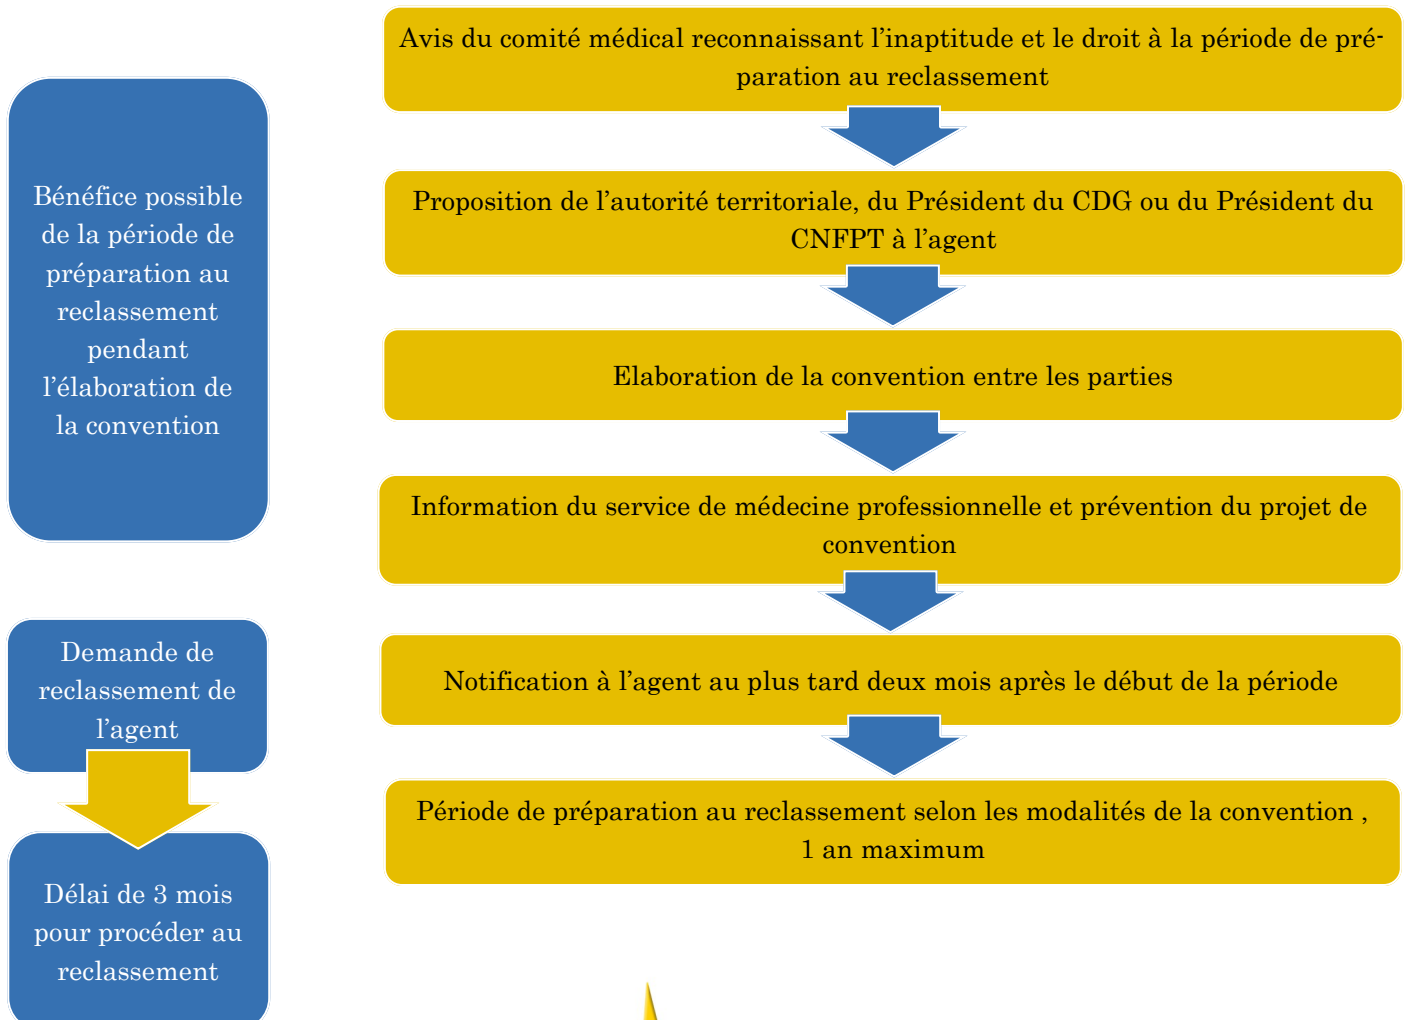 Avis du comité médical reconnaissant l’inaptitude et le droit à la période de pré-
paration au reclassement
Proposition de l’autorité territoriale, du Président du CDG ou du Président du
CNFPT à l’agent
Elaboration de la convention entre les parties
Information du service de médecine professionnelle et prévention du projet de
convention
Notification à l’agent au plus tard deux mois après le début de la période
Période de préparation au reclassement selon les modalités de la convention ,
1 an maximum
Bénéfice possible
de la période de
préparation au
reclassement
pendant
l’élaboration de
la convention
Demande de
reclassement de
l’agent
Délai de 3 mois
pour procéder au
reclassement